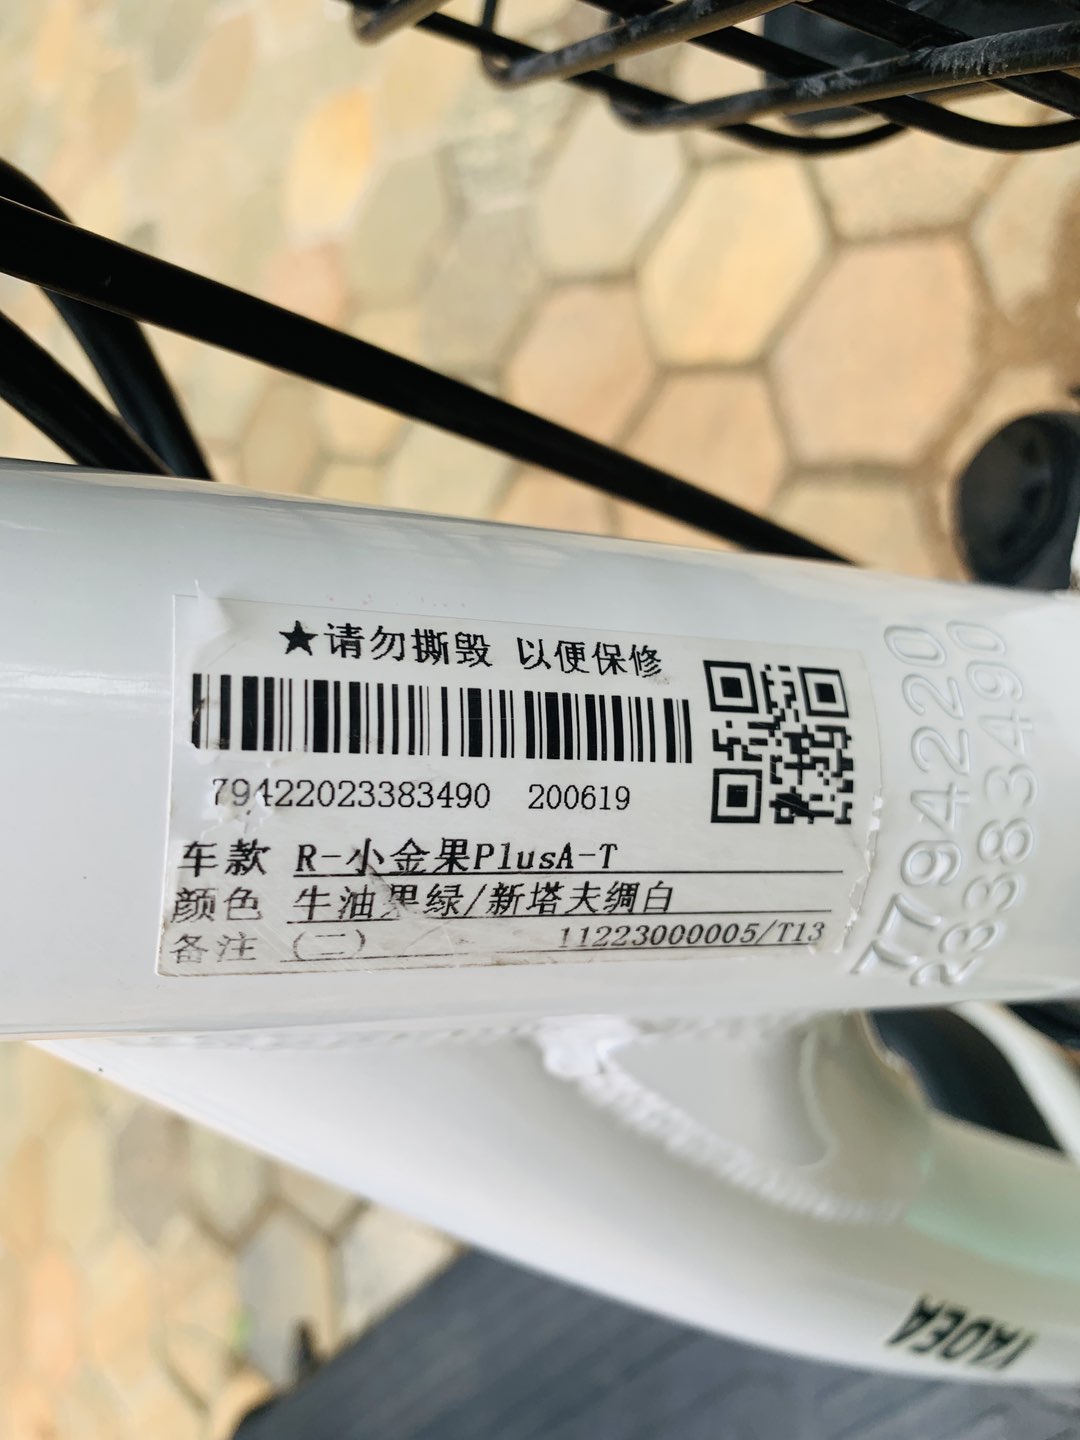 ★请勿撕毁 以便保修
79422023383490 200619
车款 R-小金果PlusA-T
颜色 牛油果绿/新塔夫绸白
备注 (二) 11223000005/T13
T7794220
23383490
YADEA